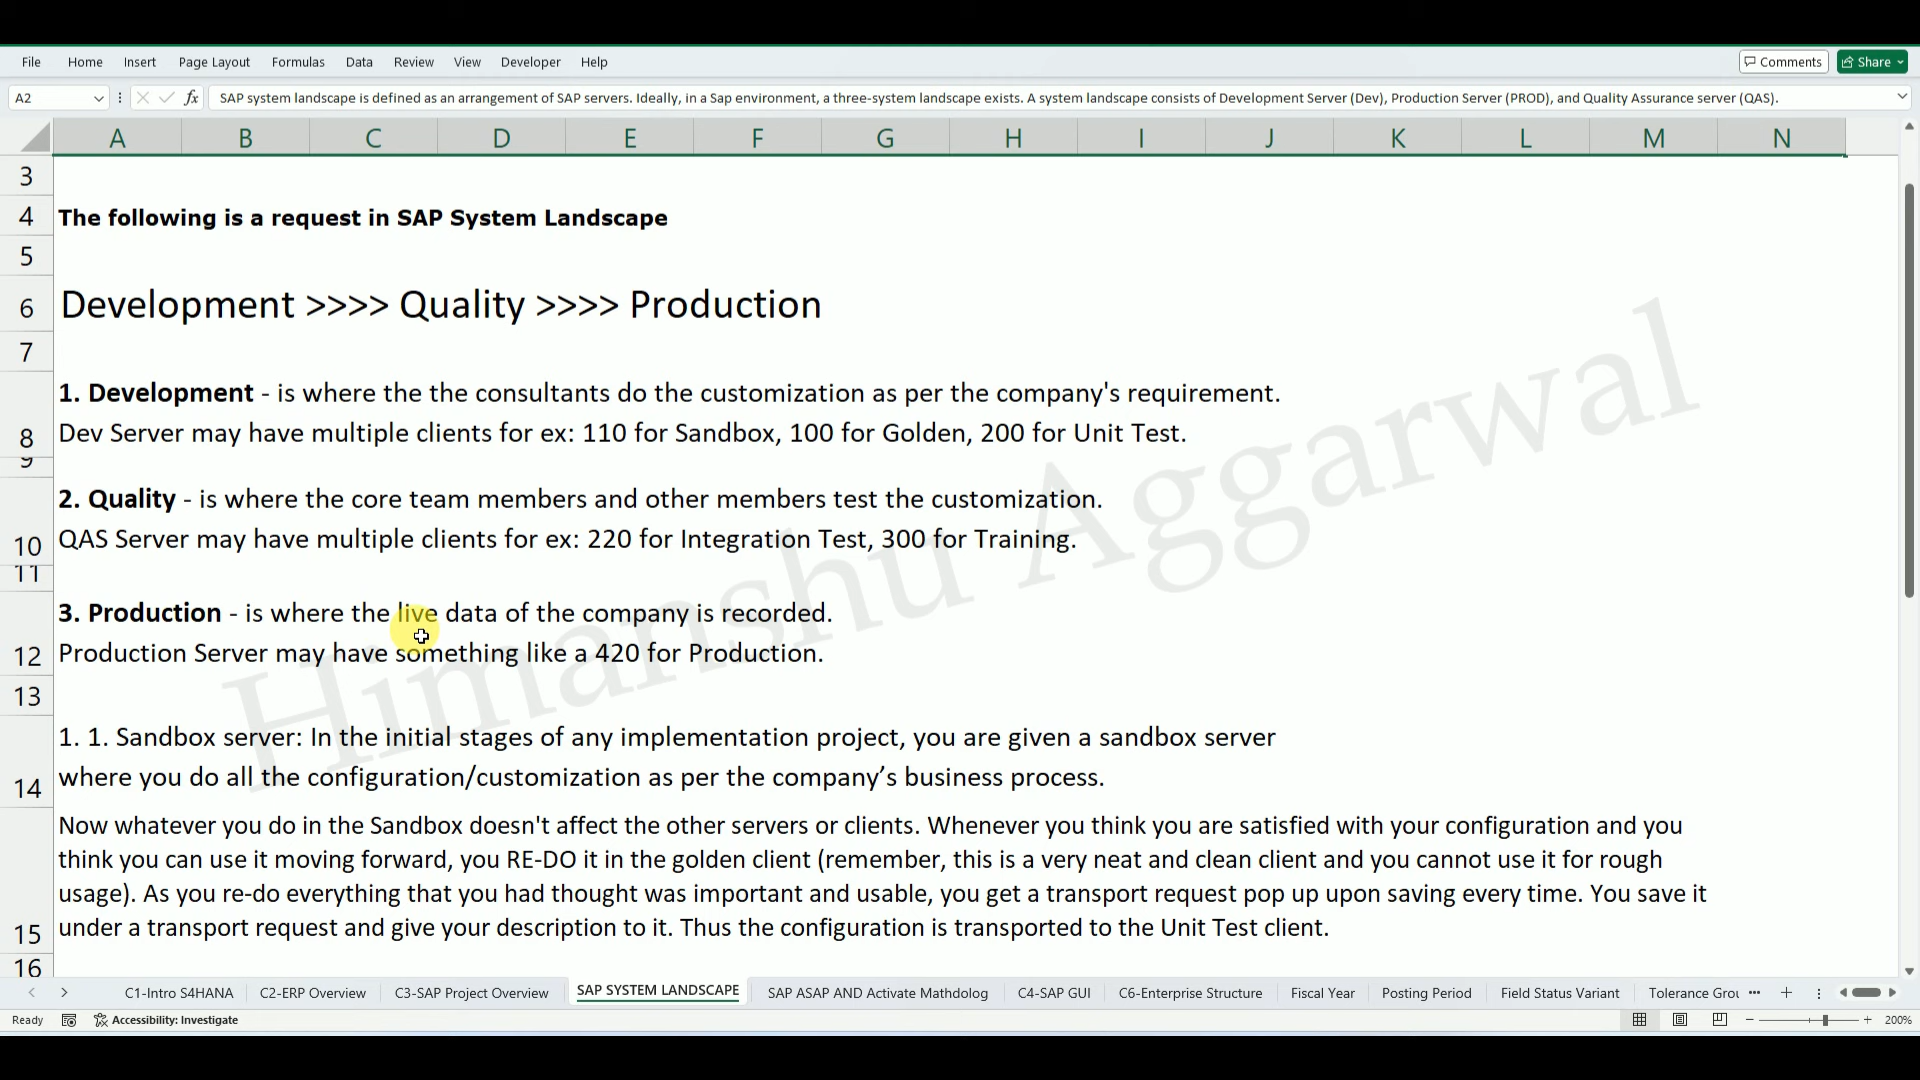 File Home Insert Page Layout Formulas Data Review View Developer Help Comments Share
A2 fx SAP system landscape is defined as an arrangement of SAP servers. Ideally, in a Sap environment, a three-system landscape exists. A system landscape consists of Development Server (Dev), Production Server (PROD), and Quality Assurance server (QAS).
A B C D E F G H I J K L M N
3
4 The following is a request in SAP System Landscape
5
6 Development >>>> Quality >>>> Production
7
1. Development - is where the the consultants do the customization as per the company's requirement.
8 Dev Server may have multiple clients for ex: 110 for Sandbox, 100 for Golden, 200 for Unit Test.
9
2. Quality - is where the core team members and other members test the customization.
10 QAS Server may have multiple clients for ex: 220 for Integration Test, 300 for Training.
11
3. Production - is where the live data of the company is recorded.
12 Production Server may have something like a 420 for Production.
13
1. 1. Sandbox server: In the initial stages of any implementation project, you are given a sandbox server
14 where you do all the configuration/customization as per the company’s business process.
Now whatever you do in the Sandbox doesn't affect the other servers or clients. Whenever you think you are satisfied with your configuration and you
think you can use it moving forward, you RE-DO it in the golden client (remember, this is a very neat and clean client and you cannot use it for rough
usage). As you re-do everything that you had thought was important and usable, you get a transport request pop up upon saving every time. You save it
15 under a transport request and give your description to it. Thus the configuration is transported to the Unit Test client.
16
Himanshu Aggarwal
C1-Intro S4HANA C2-ERP Overview C3-SAP Project Overview SAP SYSTEM LANDSCAPE SAP ASAP AND Activate Mathdolog C4-SAP GUI C6-Enterprise Structure Fiscal Year Posting Period Field Status Variant Tolerance Grou ...
Ready Accessibility: Investigate 200%